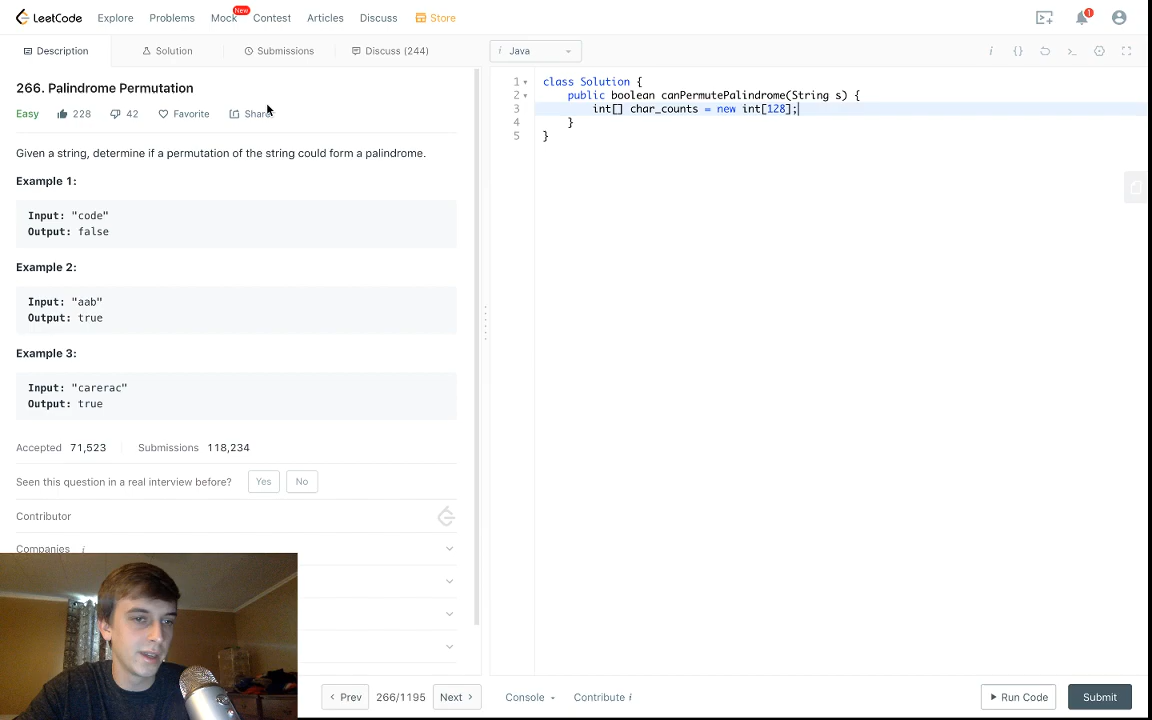 LeetCode Explore Problems Mock New Contest Articles Discuss Store 1
Description Solution Submissions Discuss (244)
i Java
266. Palindrome Permutation
Easy 228 42 Favorite Share
Given a string, determine if a permutation of the string could form a palindrome.
Example 1:
Input: "code"
Output: false
Example 2:
Input: "aab"
Output: true
Example 3:
Input: "carerac"
Output: true
Accepted 71,523 Submissions 118,234
Seen this question in a real interview before? Yes No
Contributor
Companies i
Prev 266/1195 Next
1 class Solution {
2 public boolean canPermutePalindrome(String s) {
3 int[] char_counts = new int[128];
4 }
5 }
Console Contribute i Run Code Submit